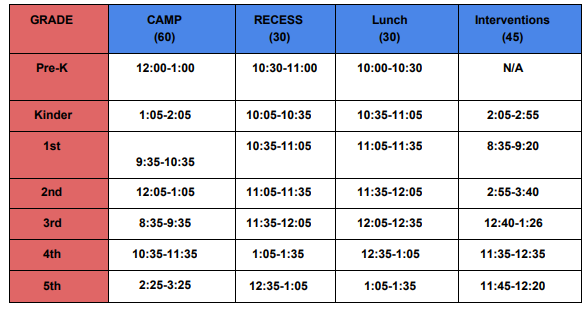 GRADE CAMP (60) RECESS (30) Lunch (30) Interventions (45)
Pre-K 12:00-1:00 10:30-11:00 10:00-10:30 N/A
Kinder 1:05-2:05 10:05-10:35 10:35-11:05 2:05-2:55
1st 9:35-10:35 10:35-11:05 11:05-11:35 8:35-9:20
2nd 12:05-1:05 11:05-11:35 11:35-12:05 2:55-3:40
3rd 8:35-9:35 11:35-12:05 12:05-12:35 12:40-1:26
4th 10:35-11:35 1:05-1:35 12:35-1:05 11:35-12:35
5th 2:25-3:25 12:35-1:05 1:05-1:35 11:45-12:20